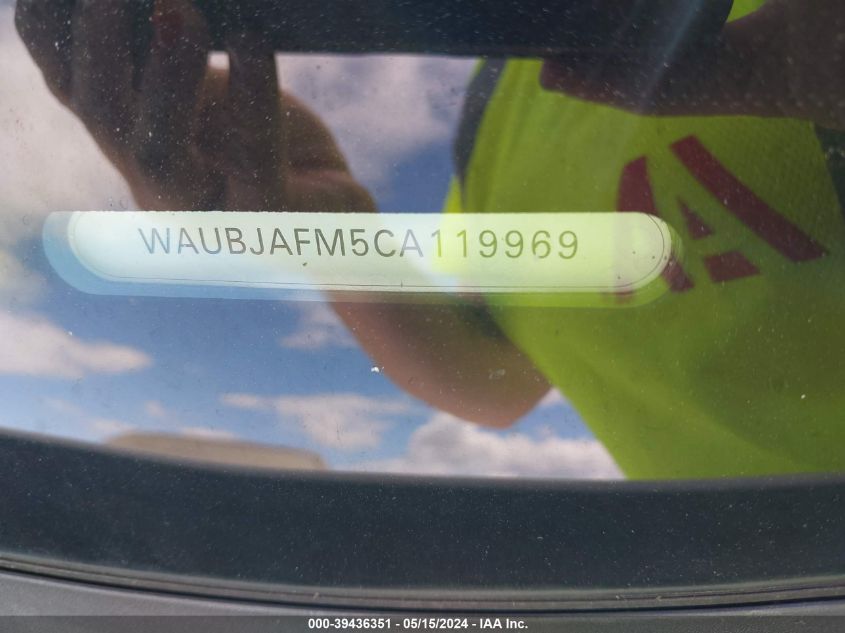 WAUBJAFM5CA119969
000-39436351 - 05/15/2024 - IAA Inc.